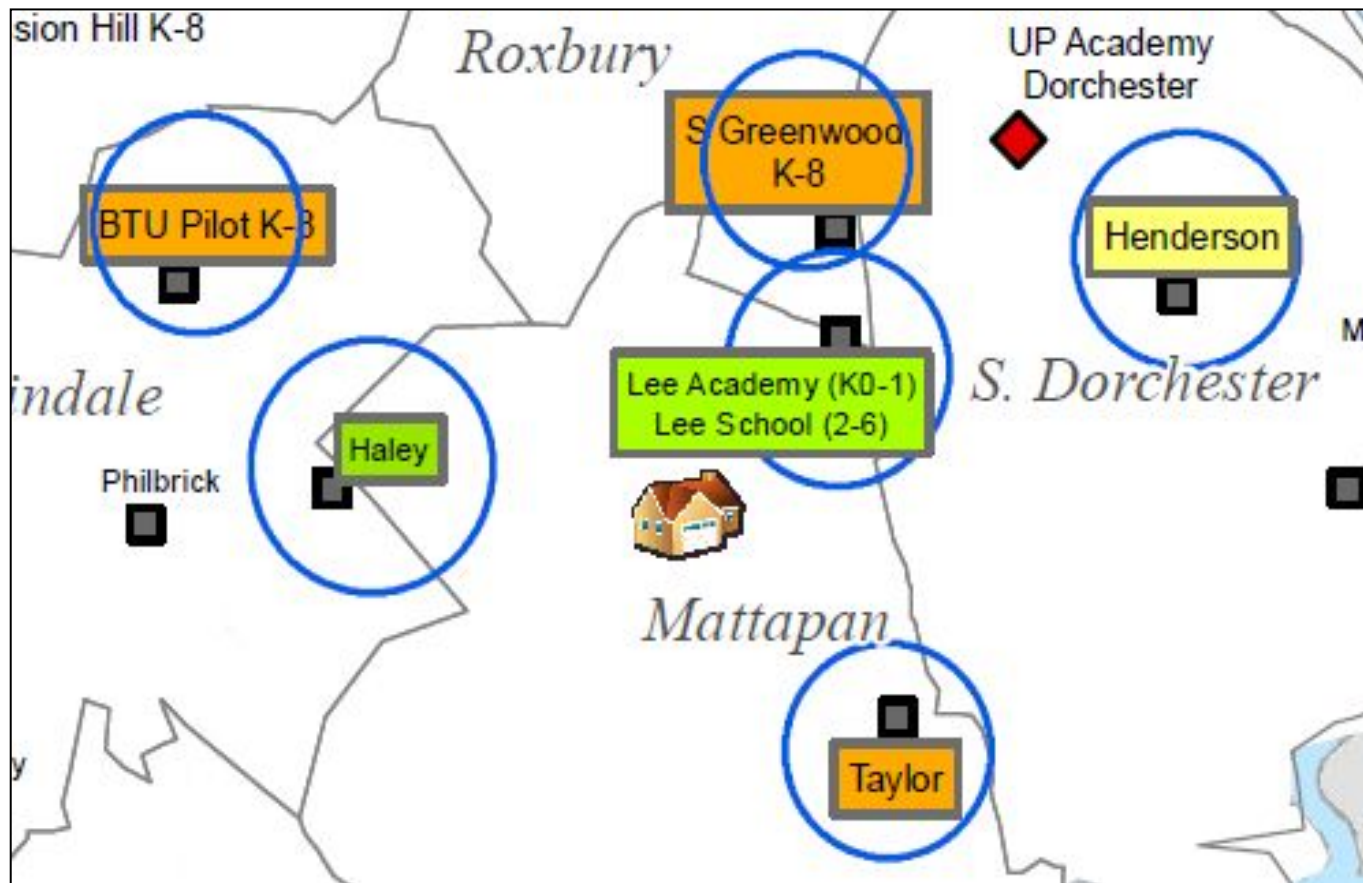 sion Hill K-8
Roxbury
UP Academy
Dorchester
S Greenwood
K-8
BTU Pilot K-8
Henderson
M
indale
Lee Academy (K0-1)
Lee School (2-6)
S. Dorchester
Haley
Philbrick
Mattapan
y
Taylor